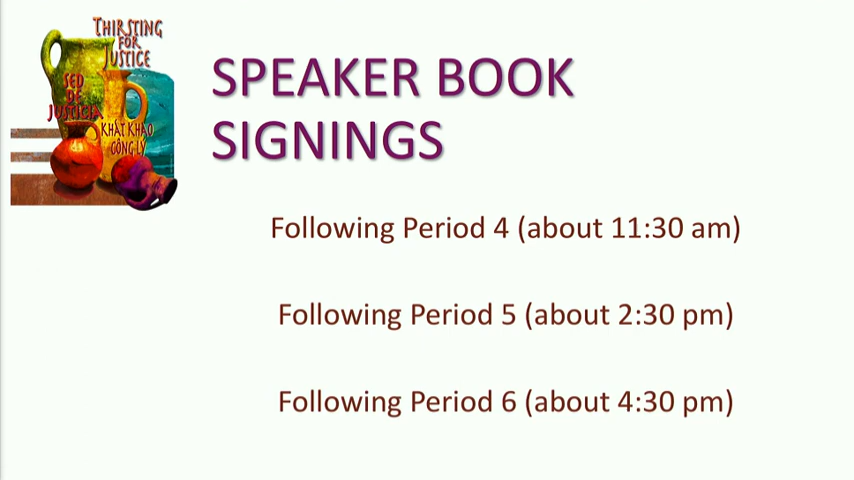 THIRSTING
FOR
JUSTICE
SED
DE
JUSTICIA
KHÁT KHAO
CÔNG LÝ
SPEAKER BOOK
SIGNINGS
Following Period 4 (about 11:30 am)
Following Period 5 (about 2:30 pm)
Following Period 6 (about 4:30 pm)